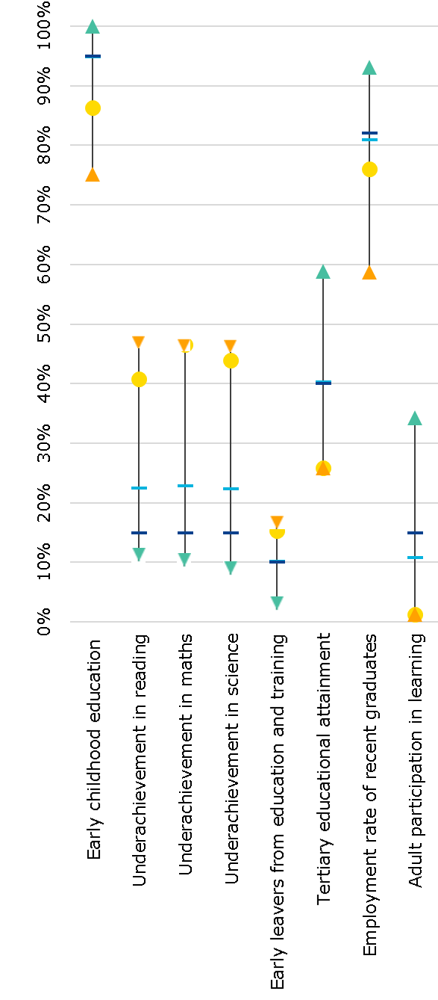 100%
90%
80%
70%
60%
50%
40%
30%
20%
10%
0%
Early childhood education
Underachievement in reading
Underachievement in maths
Underachievement in science
Early leavers from education and training
Tertiary educational attainment
Employment rate of recent graduates
Adult participation in learning